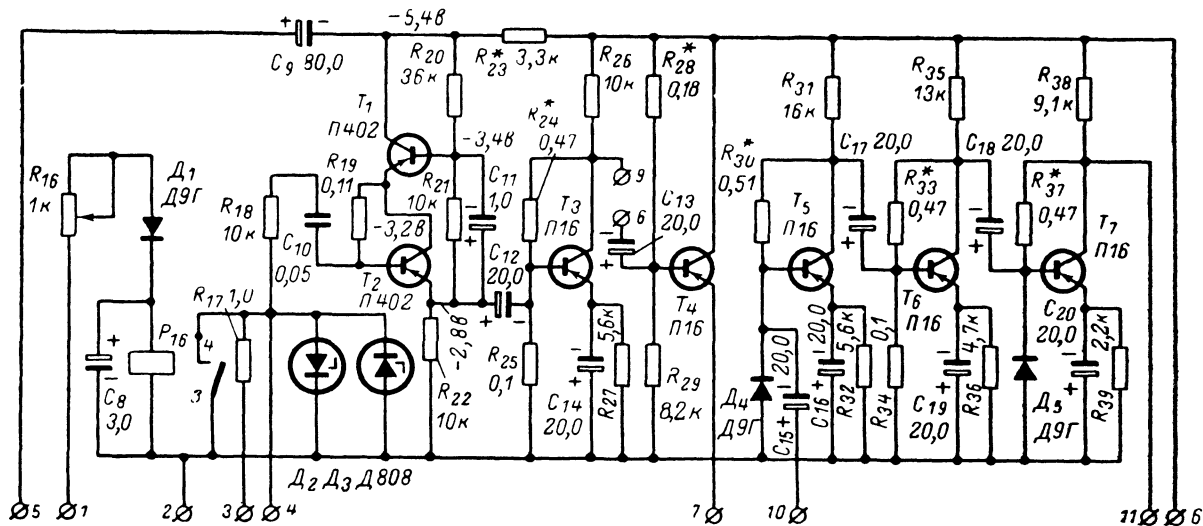 + −
C9 80,0
−5,4в
R20
36к
R*23
3,3к
R26
10к
R*28
0,18
R31
16к
R35
13к
R38
9,1к
T1
П402
−3,4в
R*24
0,47
C17 20,0
C18 20,0
R16
1к
Д1
Д9Г
R19
0,11
R18
10к
R21
10к
C11
1,0
−
+
9
6
C13
20,0
−
+
T3
П16
R*30
0,51
T5
П16
−
+
R*33
0,47
−
+
R*37
0,47
T7
П16
C10
0,05
−3,2в
T2
П402
C12
20,0
+ −
T4
П16
T6
П16
C20
20,0
R17 1,0
P16
+
−
C8
3,0
4
3
−2,8в
R22
10к
R25
0,1
−
+
C14
20,0
5,6к
R27
R29
8,2к
Д4
Д9Г
20,0
−
C15 +
20,0
−
C16 +
5,6к
R32
0,1
R34
−
+
C19
20,0
4,7к
R36
Д5
Д9Г
−
+
2,2к
R39
Д2 Д3 Д808
5
1
2
3
4
7
10
11
6